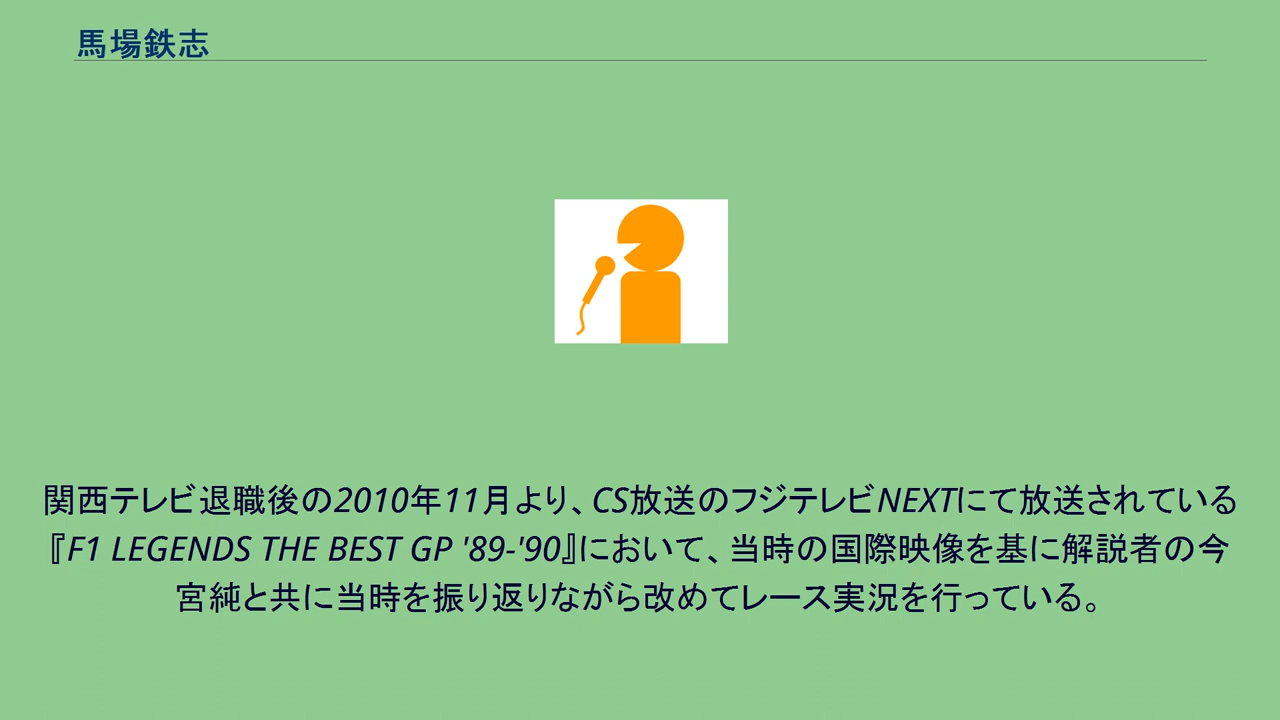 馬場鉄志
関西テレビ退職後の2010年11月より、CS放送のフジテレビNEXTにて放送されている
『F1 LEGENDS THE BEST GP '89-'90』において、当時の国際映像を基に解説者の今
宮純と共に当時を振り返りながら改めてレース実況を行っている。